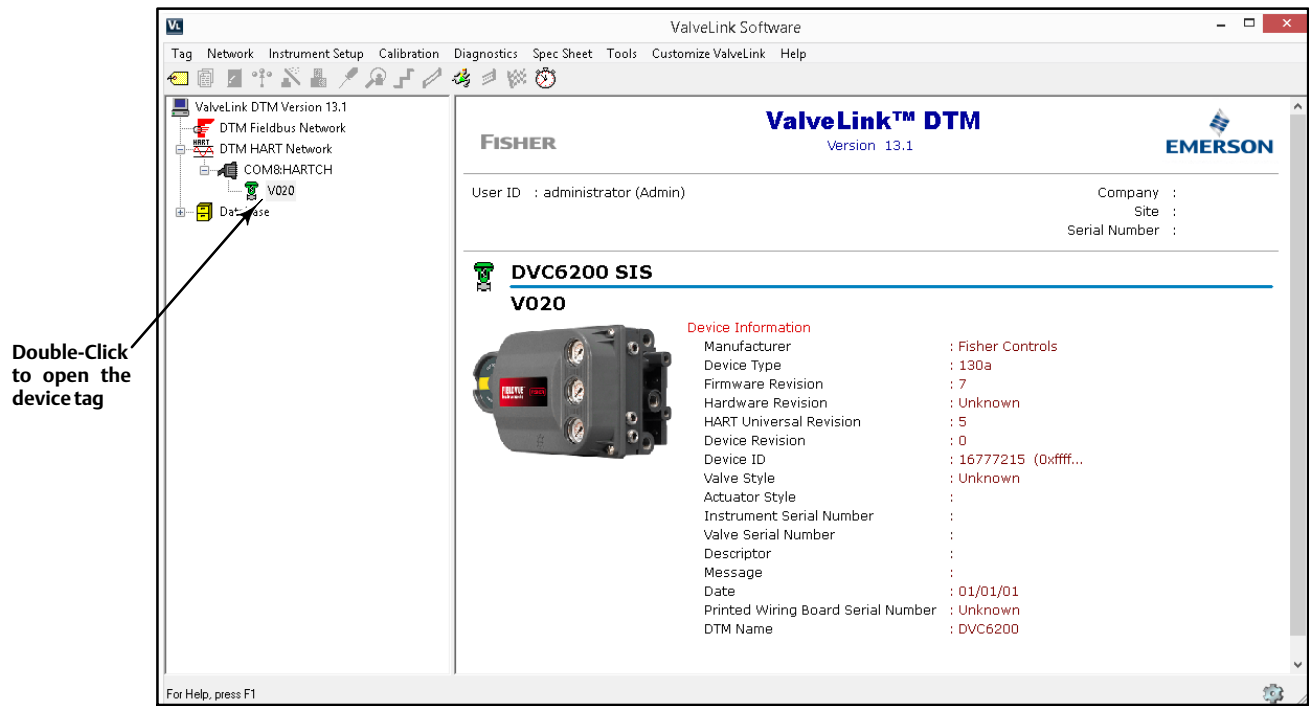 VL
ValveLink Software
Tag Network Instrument Setup Calibration Diagnostics Spec Sheet Tools Customize ValveLink Help
ValveLink DTM Version 13.1
DTM Fieldbus Network
HART
DTM HART Network
COM8:HARTCH
V020
Database
Double-Click
to open the
device tag
FISHER
ValveLink™ DTM
Version 13.1
EMERSON
User ID : administrator (Admin)
Company :
Site :
Serial Number :
DVC6200 SIS
V020
FIELDVUE
Instruments
Device Information
Manufacturer : Fisher Controls
Device Type : 130a
Firmware Revision : 7
Hardware Revision : Unknown
HART Universal Revision : 5
Device Revision : 0
Device ID : 16777215 (0xffff...
Valve Style : Unknown
Actuator Style :
Instrument Serial Number :
Valve Serial Number :
Descriptor :
Message :
Date : 01/01/01
Printed Wiring Board Serial Number : Unknown
DTM Name : DVC6200
For Help, press F1